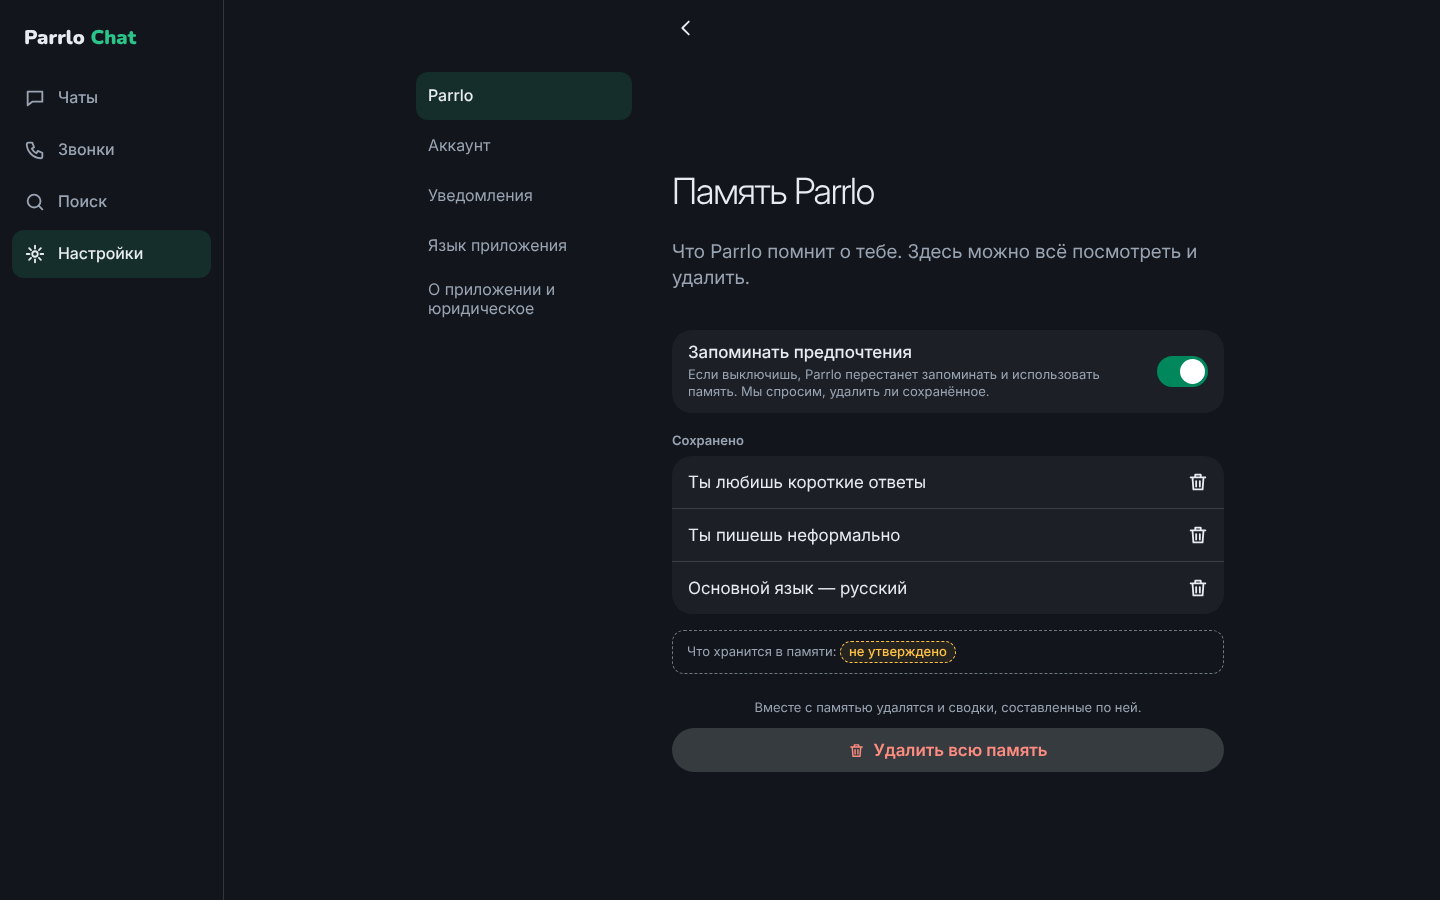 Parrlo Chat
Чаты
Звонки
Поиск
Настройки
Parrlo
Аккаунт
Уведомления
Язык приложения
О приложении и
юридическое
Память Parrlo
Что Parrlo помнит о тебе. Здесь можно всё посмотреть и
удалить.
Запоминать предпочтения
Если выключишь, Parrlo перестанет запоминать и использовать
память. Мы спросим, удалить ли сохранённое.
Сохранено
Ты любишь короткие ответы
Ты пишешь неформально
Основной язык — русский
Что хранится в памяти: не утверждено
Вместе с памятью удалятся и сводки, составленные по ней.
Удалить всю память